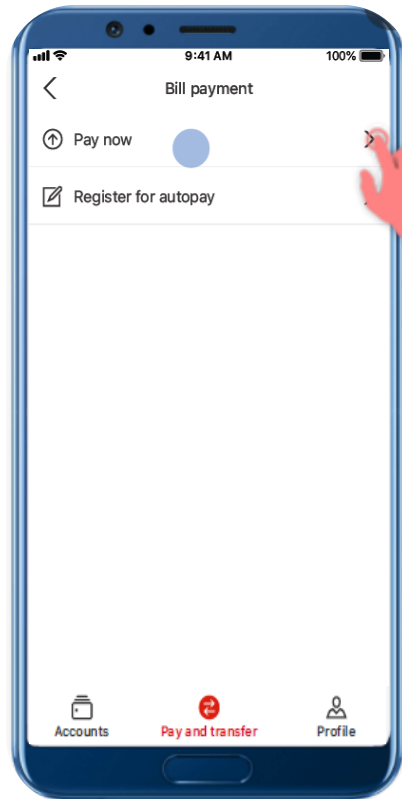 9:41 AM
100%
Bill payment
Pay now
Register for autopay
Accounts
Pay and transfer
Profile